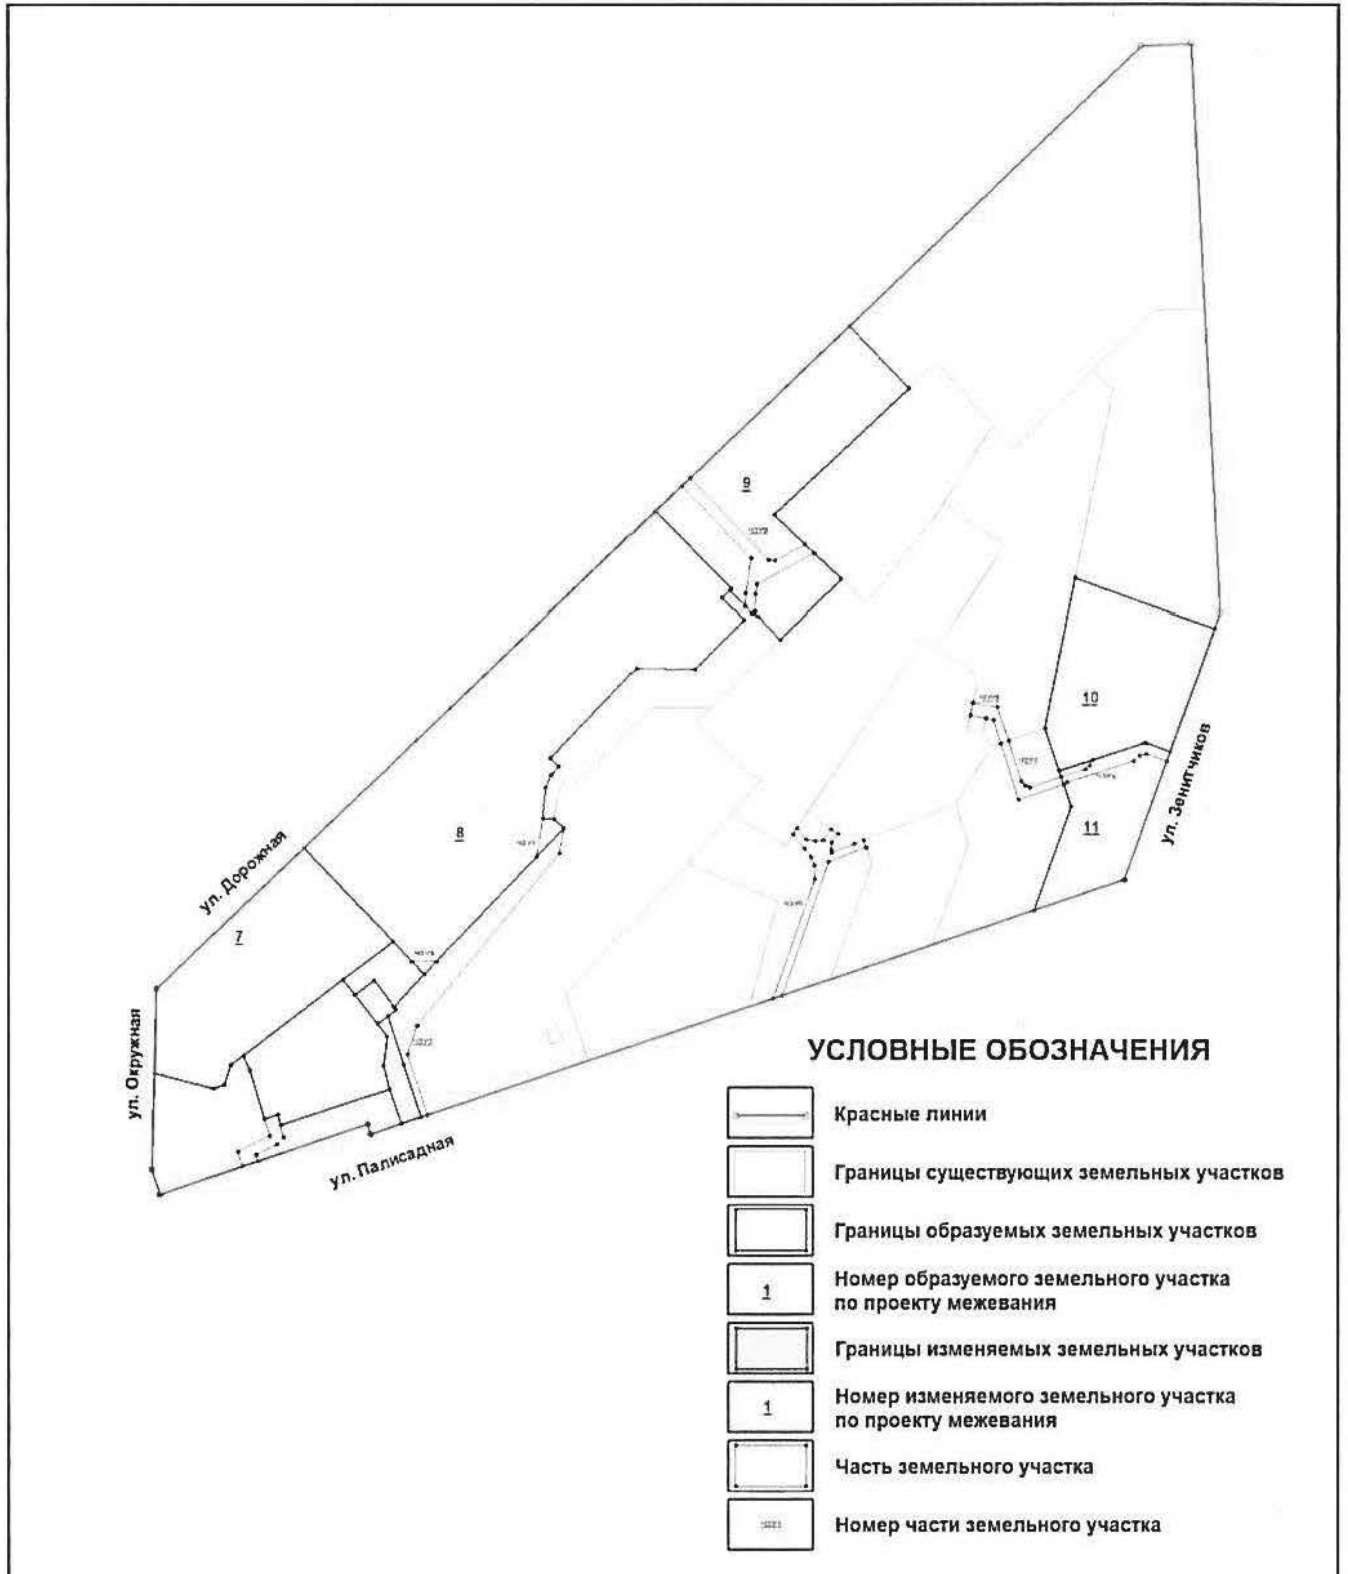 9
10
ул. Зенитчиков
11
8
ул. Дорожная
7
ул. Окружная
ул. Палисадная
УСЛОВНЫЕ ОБОЗНАЧЕНИЯ
Красные линии
Границы существующих земельных участков
Границы образуемых земельных участков
1
Номер образуемого земельного участка
по проекту межевания
Границы изменяемых земельных участков
1
Номер изменяемого земельного участка
по проекту межевания
Часть земельного участка
Номер части земельного участка